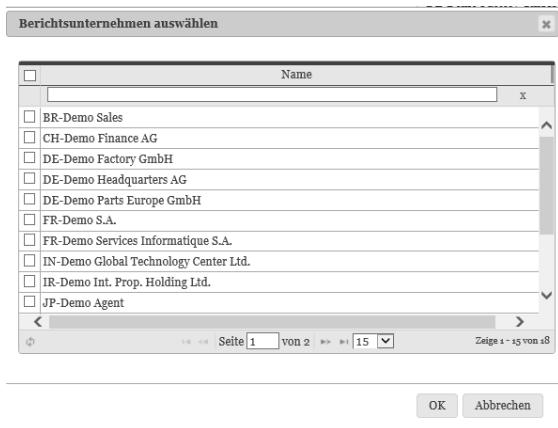 Berichtsunternehmen auswählen
Name
x
BR-Demo Sales
CH-Demo Finance AG
DE-Demo Factory GmbH
DE-Demo Headquarters AG
DE-Demo Parts Europe GmbH
FR-Demo S.A.
FR-Demo Services Informatique S.A.
IN-Demo Global Technology Center Ltd.
IR-Demo Int. Prop. Holding Ltd.
JP-Demo Agent
Seite 1 von 2 15 Zeige 1 - 15 von 18
OK Abbrechen